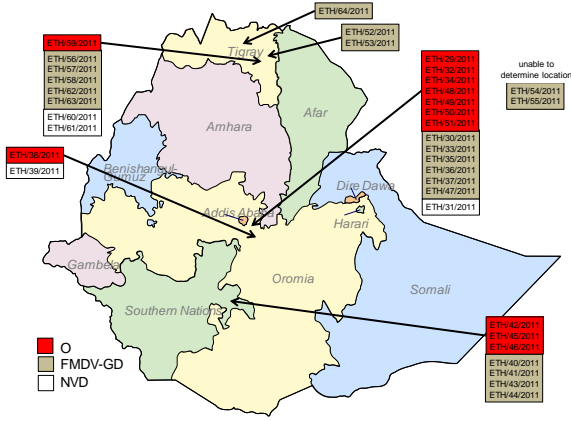 ETH/64/2011
ETH/52/2011
ETH/53/2011
ETH/59/2011
ETH/56/2011
ETH/57/2011
ETH/58/2011
ETH/62/2011
ETH/63/2011
ETH/60/2011
ETH/61/2011
ETH/29/2011
ETH/32/2011
ETH/34/2011
ETH/48/2011
ETH/49/2011
ETH/50/2011
ETH/51/2011
ETH/30/2011
ETH/33/2011
ETH/35/2011
ETH/36/2011
ETH/37/2011
ETH/47/2011
ETH/31/2011
unable to
determine location
ETH/54/2011
ETH/55/2011
ETH/38/2011
ETH/39/2011
Tigray
Afar
Amhara
Benishangul-
Gumuz
Dire Dawa
Addis Ababa
Harari
Gambela
Oromia
Somali
Southern Nations
ETH/42/2011
ETH/45/2011
ETH/46/2011
ETH/40/2011
ETH/41/2011
ETH/43/2011
ETH/44/2011
O
FMDV-GD
NVD